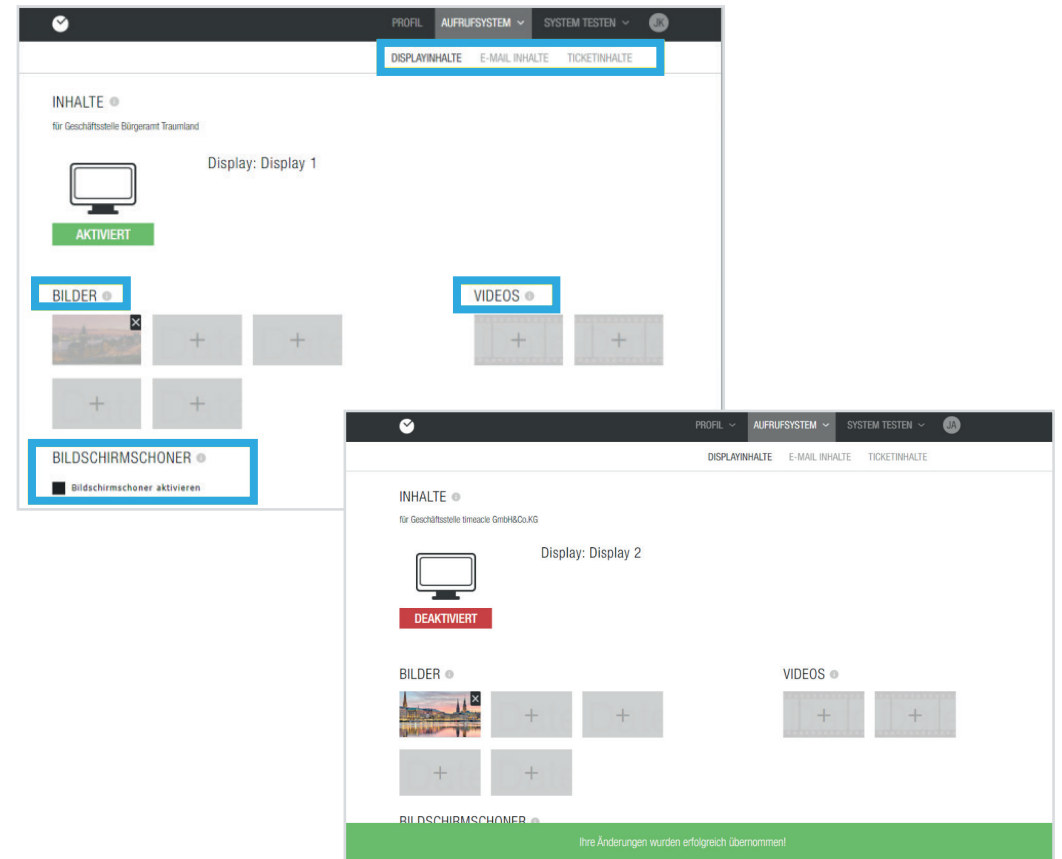 PROFIL AUFRUFSYSTEM SYSTEM TESTEN JK
DISPLAYINHALTE E-MAIL INHALTE TICKETINHALTE
INHALTE
für Geschäftsstelle Bürgeramt Traumland
Display: Display 1
AKTIVIERT
BILDER VIDEOS
BILDSCHIRMSCHONER
Bildschirmschoner aktivieren
PROFIL AUFRUFSYSTEM SYSTEM TESTEN JA
DISPLAYINHALTE E-MAIL INHALTE TICKETINHALTE
INHALTE
für Geschäftsstelle timeacle GmbH&Co.KG
Display: Display 2
DEAKTIVIERT
BILDER VIDEOS
BILDSCHIRMSCHONER
Ihre Änderungen wurden erfolgreich übernommen!